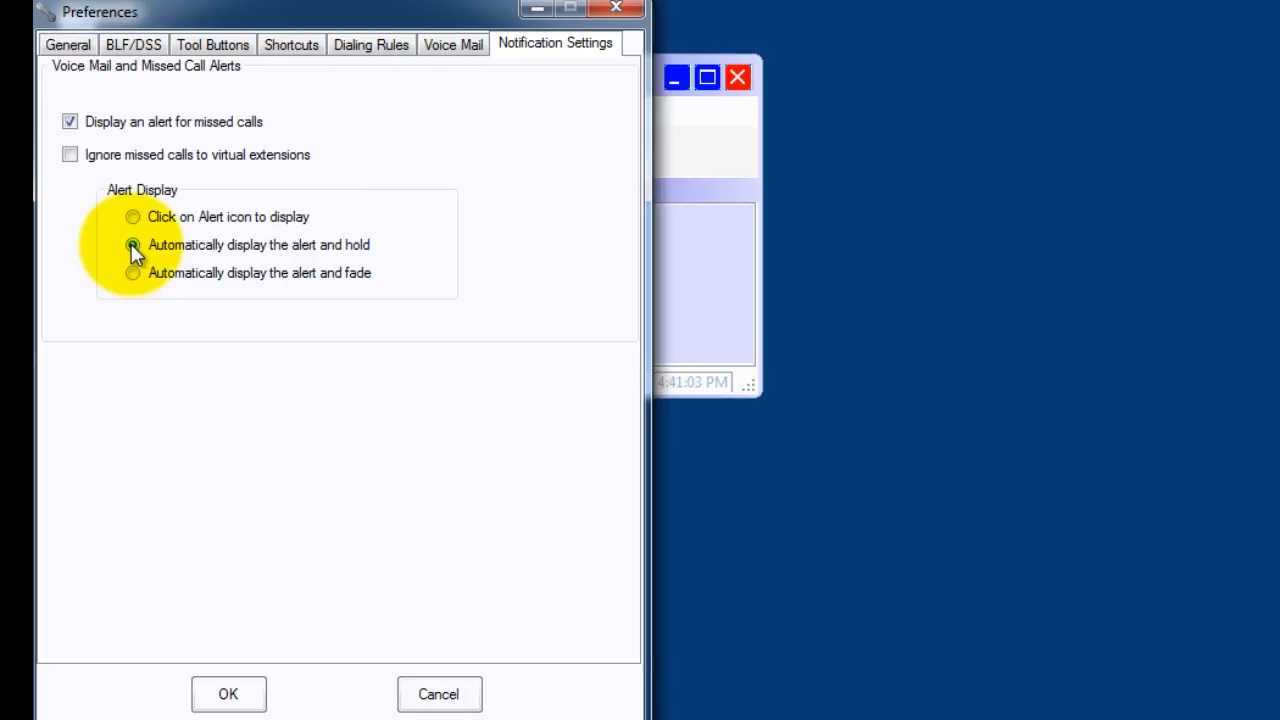 Preferences
General BLF/DSS Tool Buttons Shortcuts Dialing Rules Voice Mail Notification Settings
Voice Mail and Missed Call Alerts
Display an alert for missed calls
Ignore missed calls to virtual extensions
Alert Display
Click on Alert icon to display
Automatically display the alert and hold
Automatically display the alert and fade
4:41:03 PM
OK Cancel